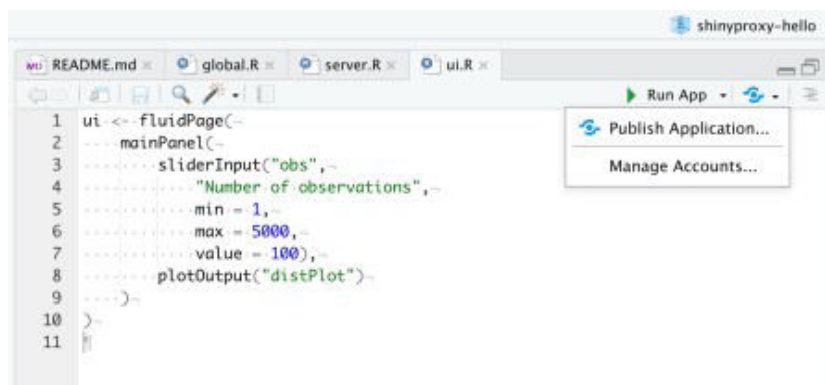 shinyproxy-hello
README.md × global.R × server.R × ui.R ×
Run App
Publish Application...
Manage Accounts...
1 ui <- fluidPage(
2 mainPanel(
3 sliderInput("obs",
4 "Number of observations",
5 min = 1,
6 max = 5000,
7 value = 100),
8 plotOutput("distPlot")
9 )
10 )
11